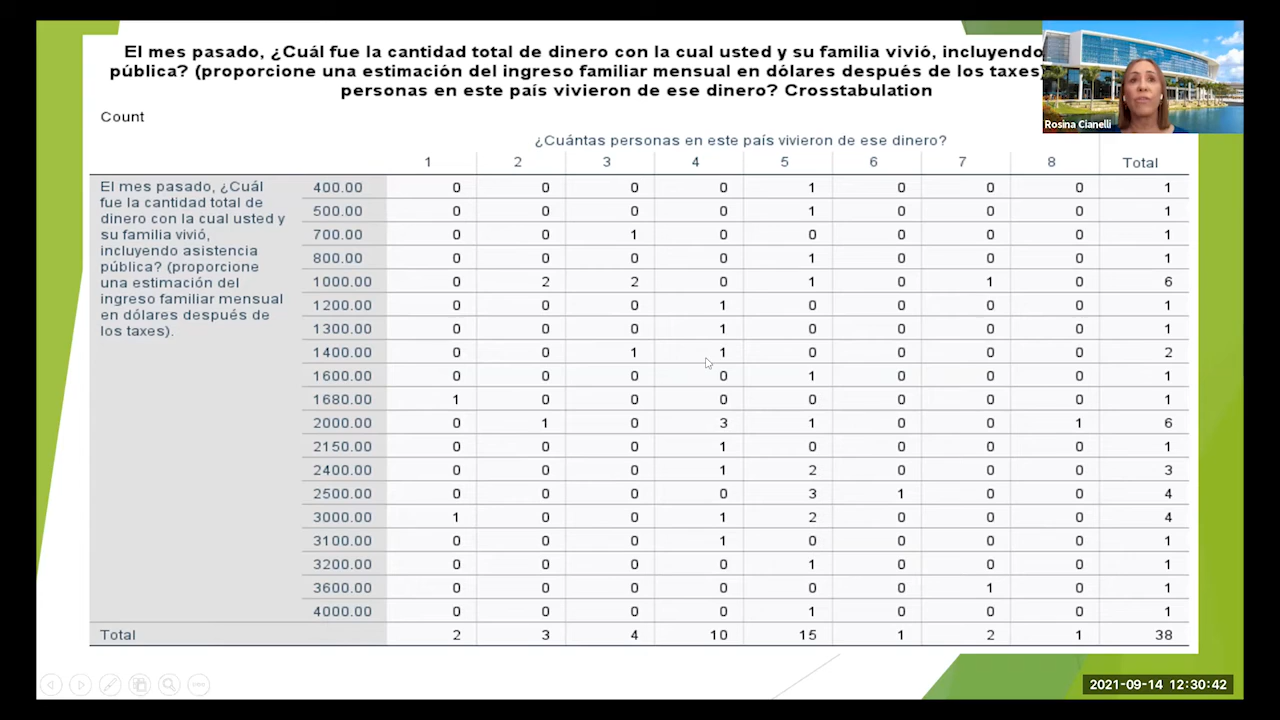 El mes pasado, ¿Cuál fue la cantidad total de dinero con la cual usted y su familia vivió, incluyendo
pública? (proporcione una estimación del ingreso familiar mensual en dólares después de los taxes)
personas en este país vivieron de ese dinero? Crosstabulation
Rosina Cianelli
Count
¿Cuántas personas en este país vivieron de ese dinero?
1 2 3 4 5 6 7 8 Total
El mes pasado, ¿Cuál
fue la cantidad total de
dinero con la cual usted y
su familia vivió,
incluyendo asistencia
pública? (proporcione
una estimación del
ingreso familiar mensual
en dólares después de
los taxes).
400.00 0 0 0 0 1 0 0 0 1
500.00 0 0 0 0 1 0 0 0 1
700.00 0 0 1 0 0 0 0 0 1
800.00 0 0 0 0 1 0 0 0 1
1000.00 0 2 2 0 1 0 1 0 6
1200.00 0 0 0 1 0 0 0 0 1
1300.00 0 0 0 1 0 0 0 0 1
1400.00 0 0 1 1 0 0 0 0 2
1600.00 0 0 0 0 1 0 0 0 1
1680.00 1 0 0 0 0 0 0 0 1
2000.00 0 1 0 3 1 0 0 1 6
2150.00 0 0 0 1 0 0 0 0 1
2400.00 0 0 0 1 2 0 0 0 3
2500.00 0 0 0 0 3 1 0 0 4
3000.00 1 0 0 1 2 0 0 0 4
3100.00 0 0 0 1 0 0 0 0 1
3200.00 0 0 0 0 1 0 0 0 1
3600.00 0 0 0 0 0 0 1 0 1
4000.00 0 0 0 0 1 0 0 0 1
Total 2 3 4 10 15 1 2 1 38
2021-09-14 12:30:42